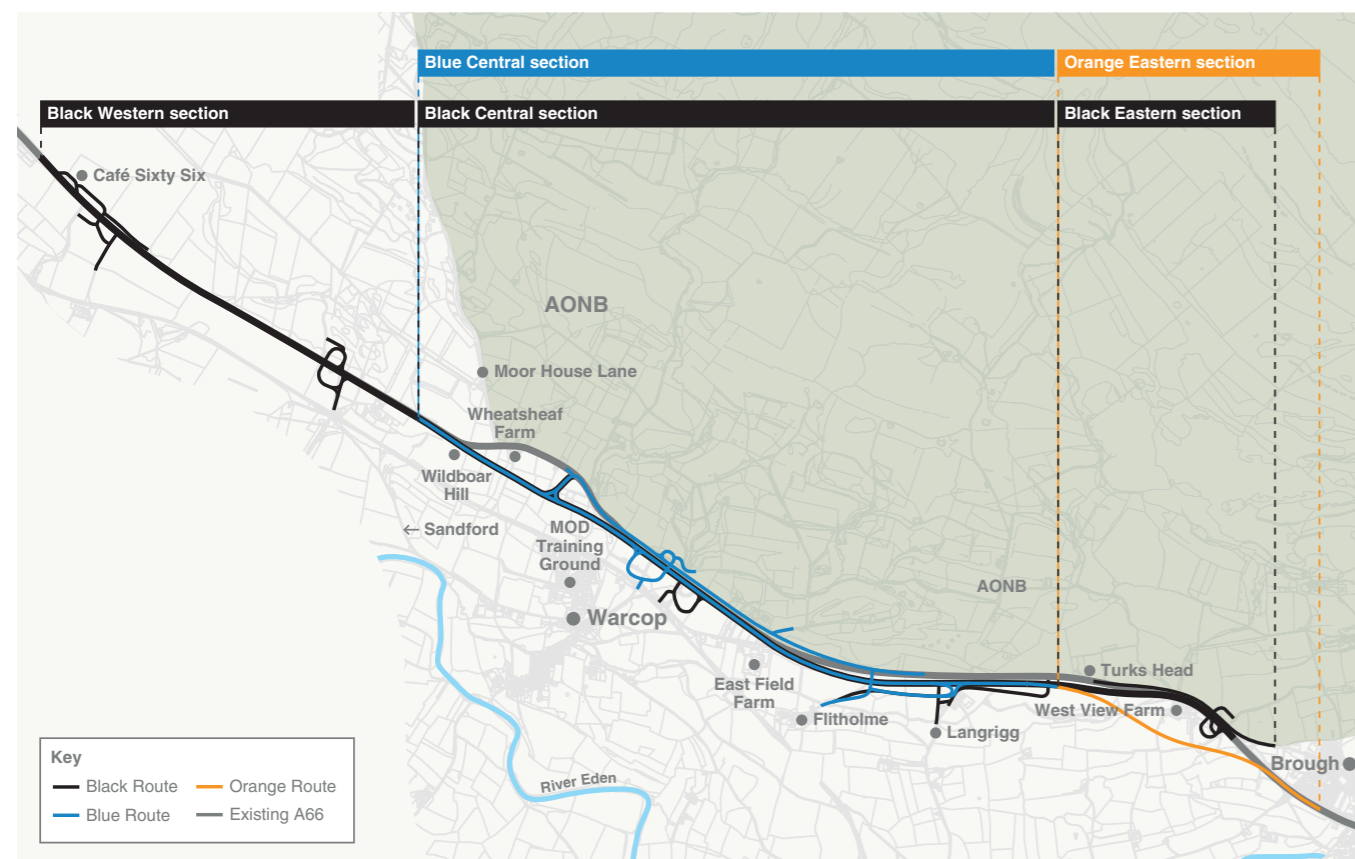 Blue Central section
Orange Eastern section
Black Western section
Black Central section
Black Eastern section
Café Sixty Six
AONB
Moor House Lane
Wheatsheaf
Farm
Wildboar
Hill
← Sandford
MOD
Training
Ground
Warcop
AONB
East Field
Farm
Flitholme
Langrigg
Turks Head
West View Farm
Brough
River Eden
Key
Black Route
Orange Route
Blue Route
Existing A66